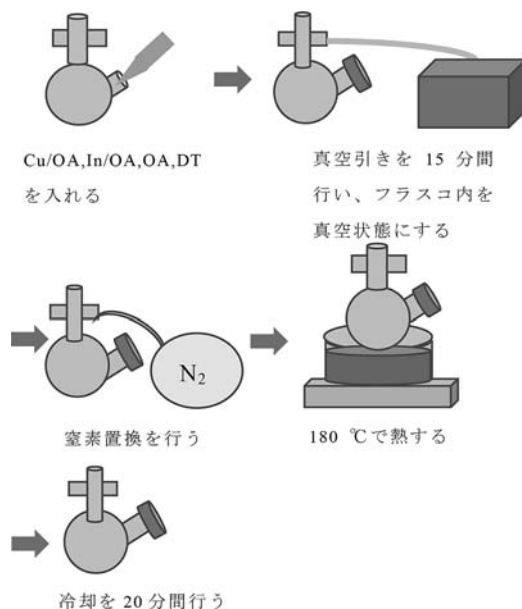 Cu/OA,In/OA,OA,DT
を入れる
真空引きを 15 分間
行い、フラスコ内を
真空状態にする
N2
窒素置換を行う
180 ℃で熱する
冷却を 20 分間行う